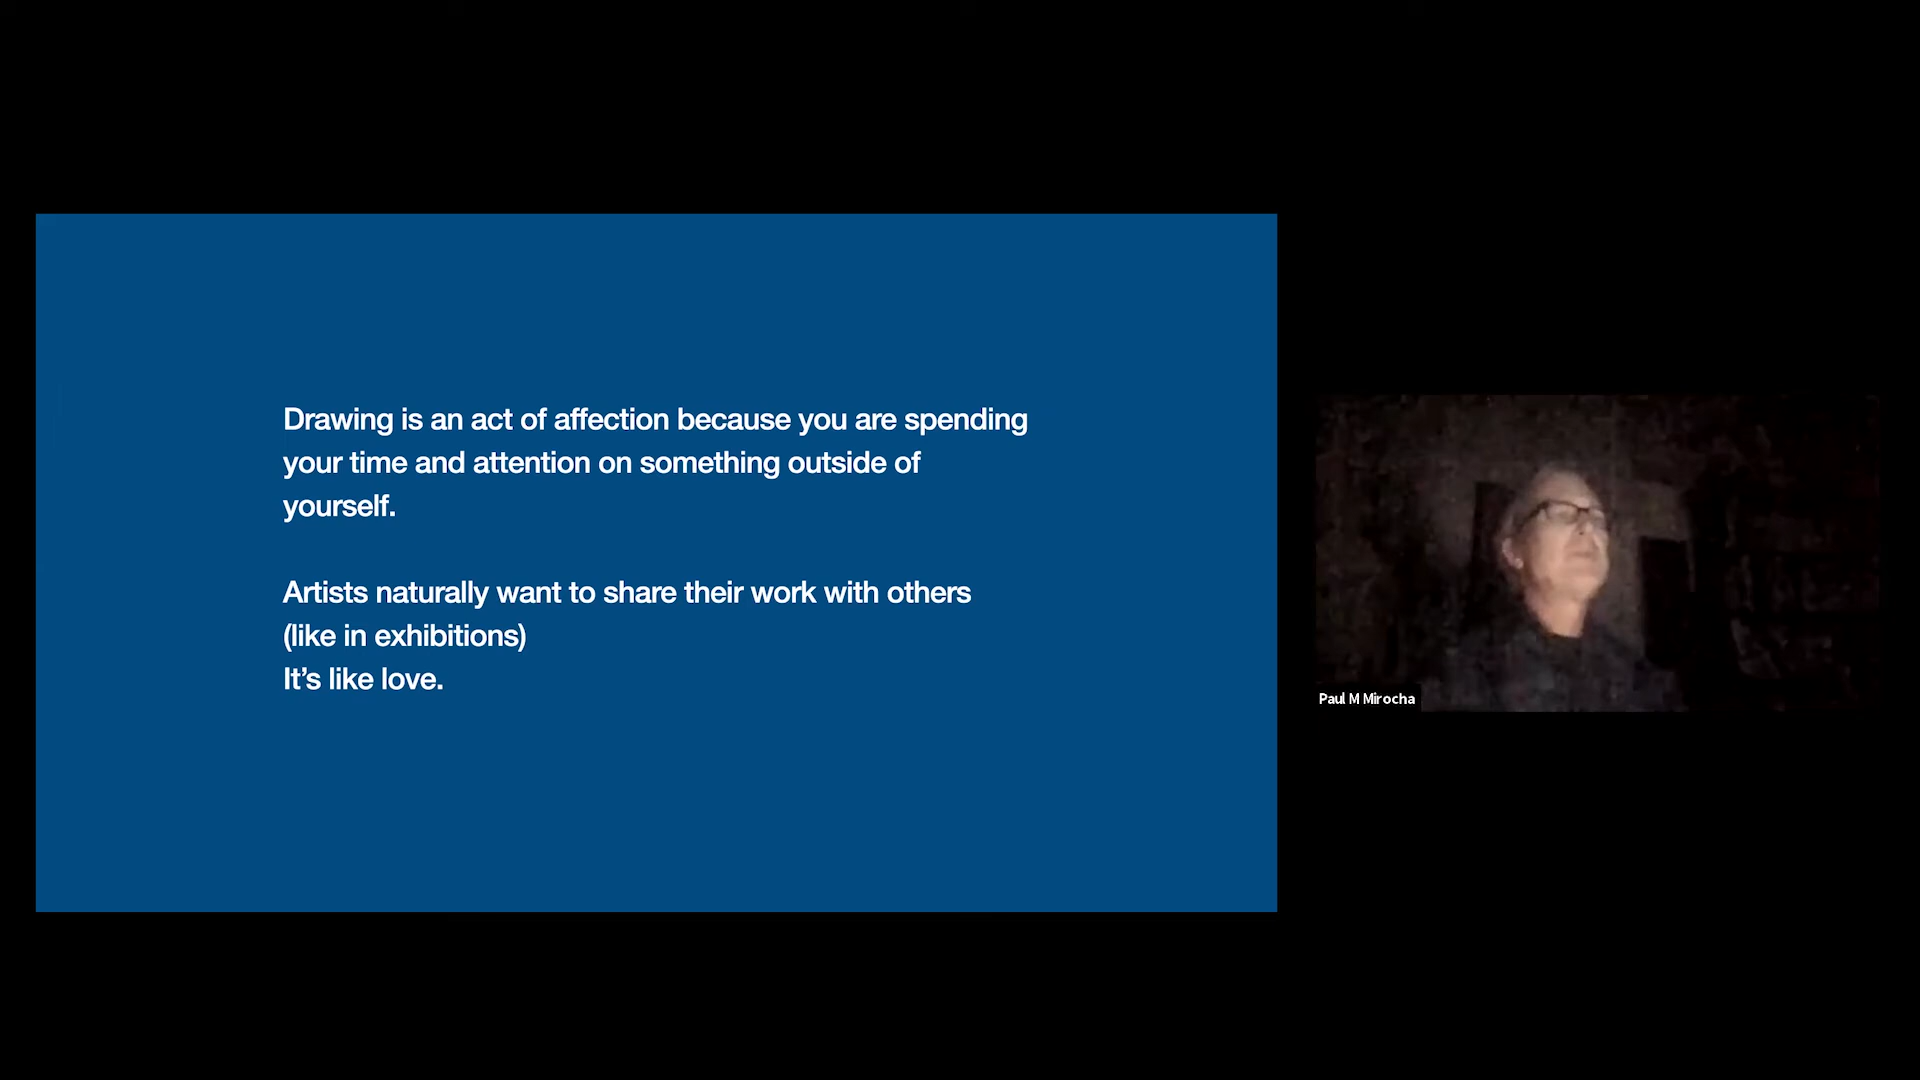 Drawing is an act of affection because you are spending
your time and attention on something outside of
yourself.
Artists naturally want to share their work with others
(like in exhibitions)
It’s like love.
Paul M Mirocha